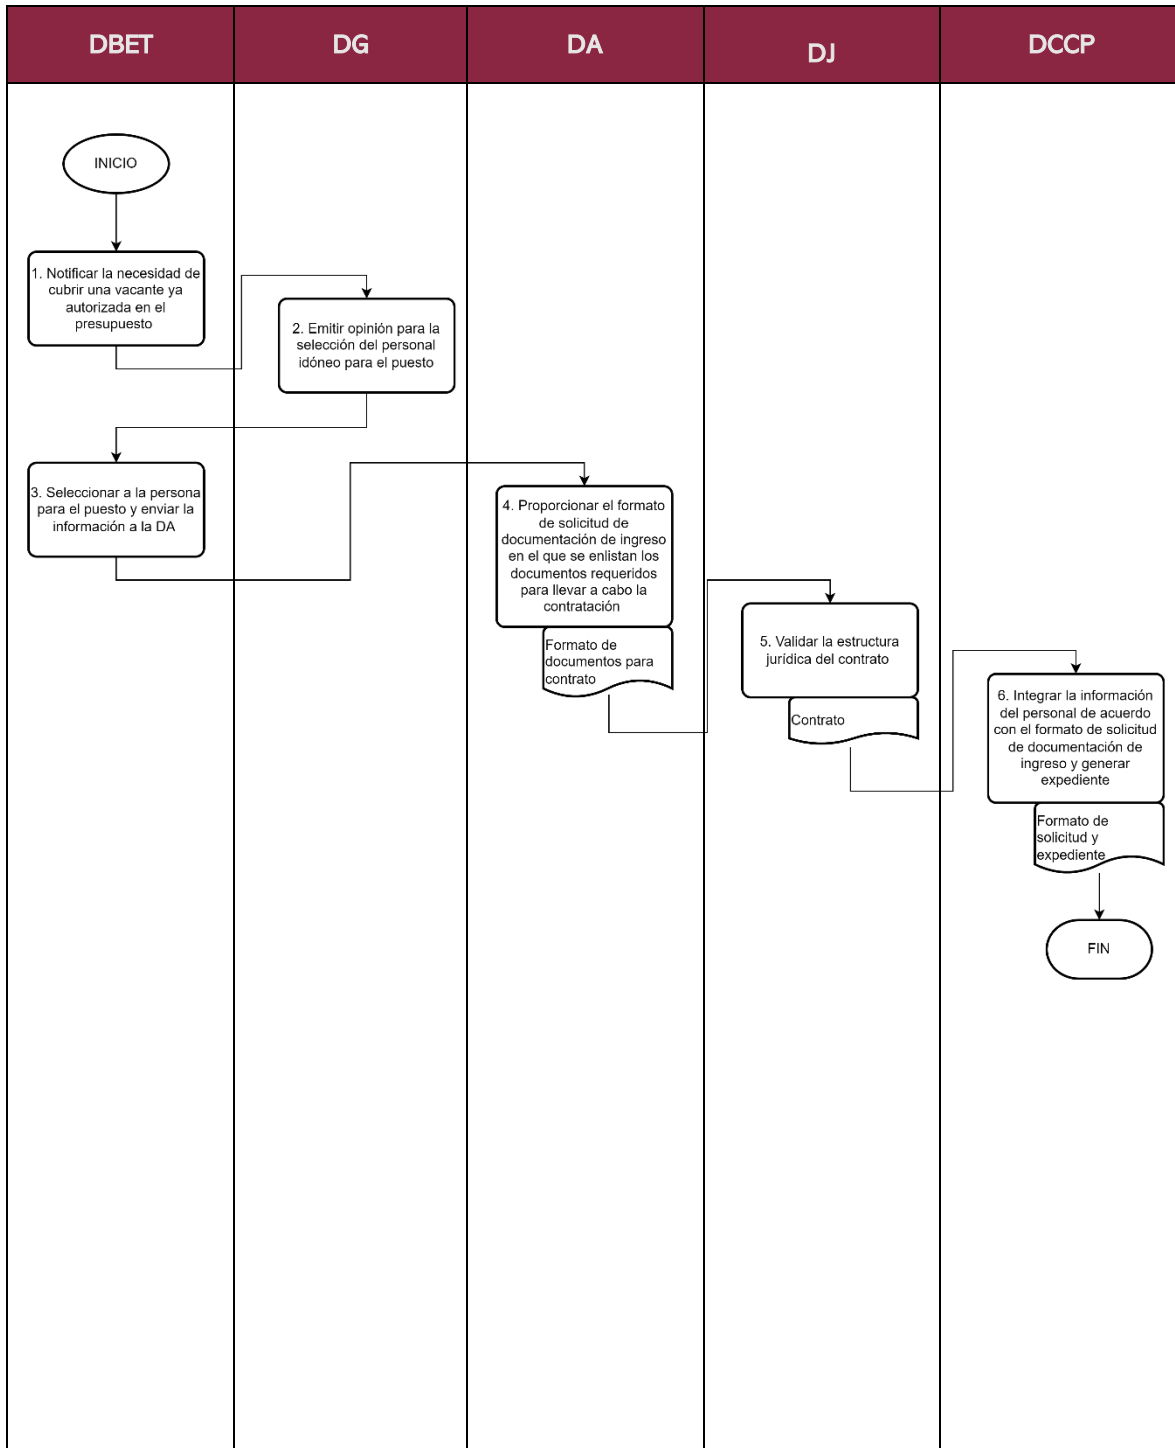 DBET
DG
DA
DJ
DCCP
INICIO
1. Notificar la necesidad de
cubrir una vacante ya
autorizada en el
presupuesto
2. Emitir opinión para la
selección del personal
idóneo para el puesto
3. Seleccionar a la persona
para el puesto y enviar la
información a la DA
4. Proporcionar el formato
de solicitud de
documentación de ingreso
en el que se enlistan los
documentos requeridos
para llevar a cabo la
contratación
Formato de
documentos para
contrato
5. Validar la estructura
jurídica del contrato
Contrato
6. Integrar la información
del personal de acuerdo
con el formato de solicitud
de documentación de
ingreso y generar
expediente
Formato de
solicitud y
expediente
FIN